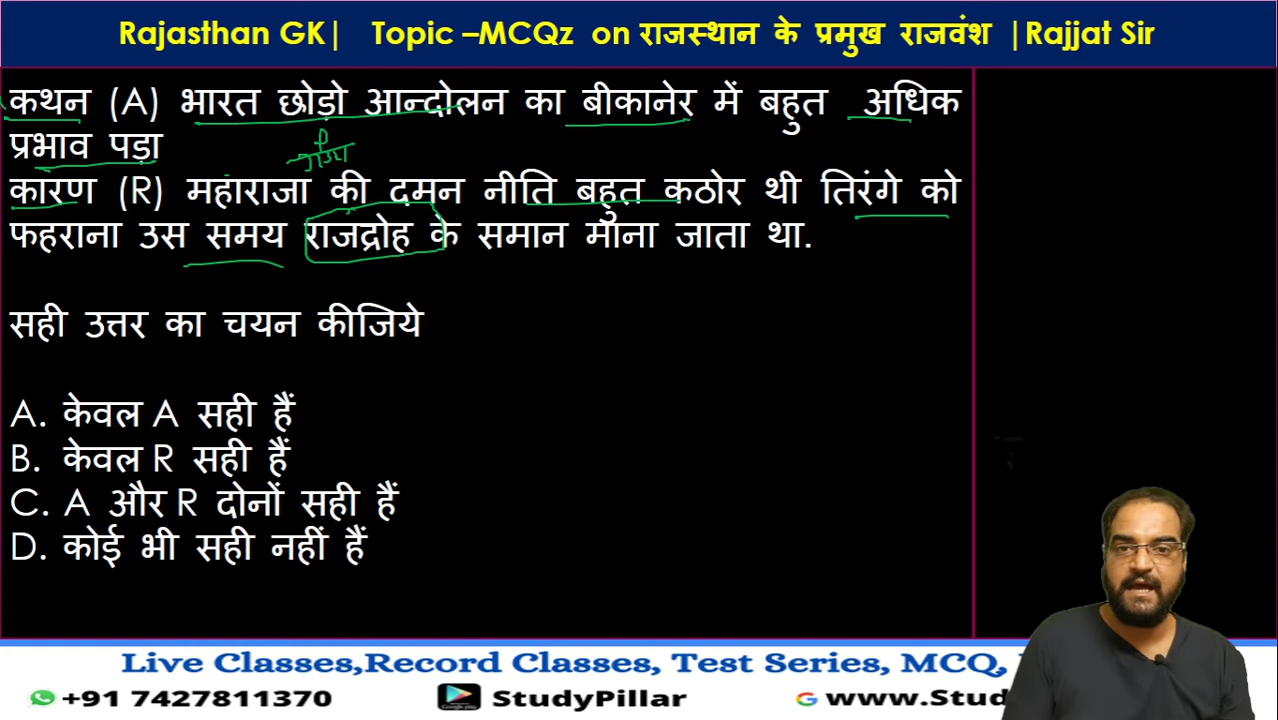 Rajasthan GK| Topic –MCQz on राजस्थान के प्रमुख राजवंश |Rajjat Sir
कथन (A) भारत छोड़ो आन्दोलन का बीकानेर में बहुत अधिक
प्रभाव पड़ा
कारण (R) महाराजा की दमन नीति बहुत कठोर थी तिरंगे को
फहराना उस समय राजद्रोह के समान माना जाता था.
सही उत्तर का चयन कीजिये
A. केवल A सही हैं
B. केवल R सही हैं
C. A और R दोनों सही हैं
D. कोई भी सही नहीं हैं
Live Classes,Record Classes, Test Series, MCQ,
+91 7427811370 StudyPillar www.Stud